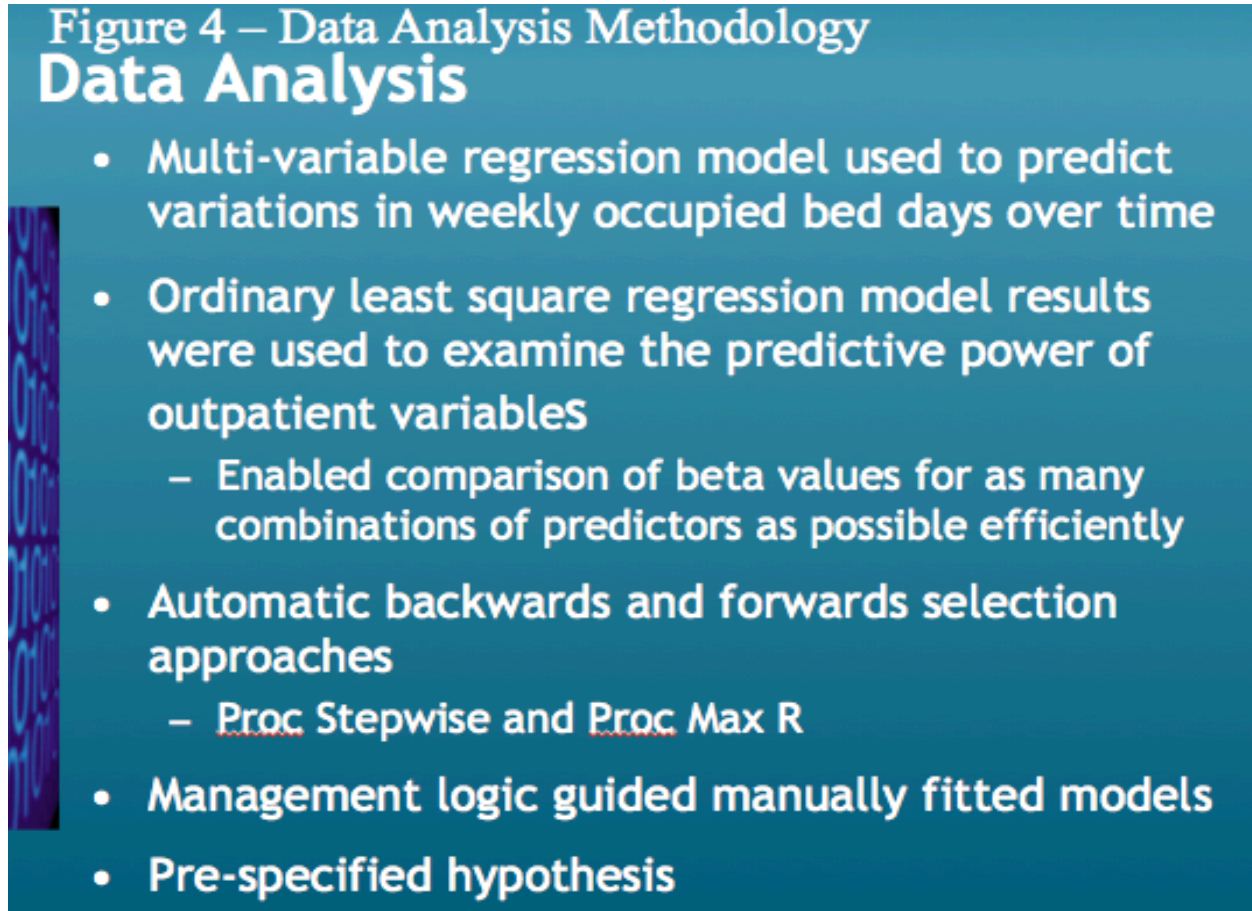 Figure 4 – Data Analysis Methodology
Data Analysis
• Multi-variable regression model used to predict
variations in weekly occupied bed days over time
• Ordinary least square regression model results
were used to examine the predictive power of
outpatient variables
– Enabled comparison of beta values for as many
combinations of predictors as possible efficiently
• Automatic backwards and forwards selection
approaches
– Proc Stepwise and Proc Max R
• Management logic guided manually fitted models
• Pre-specified hypothesis